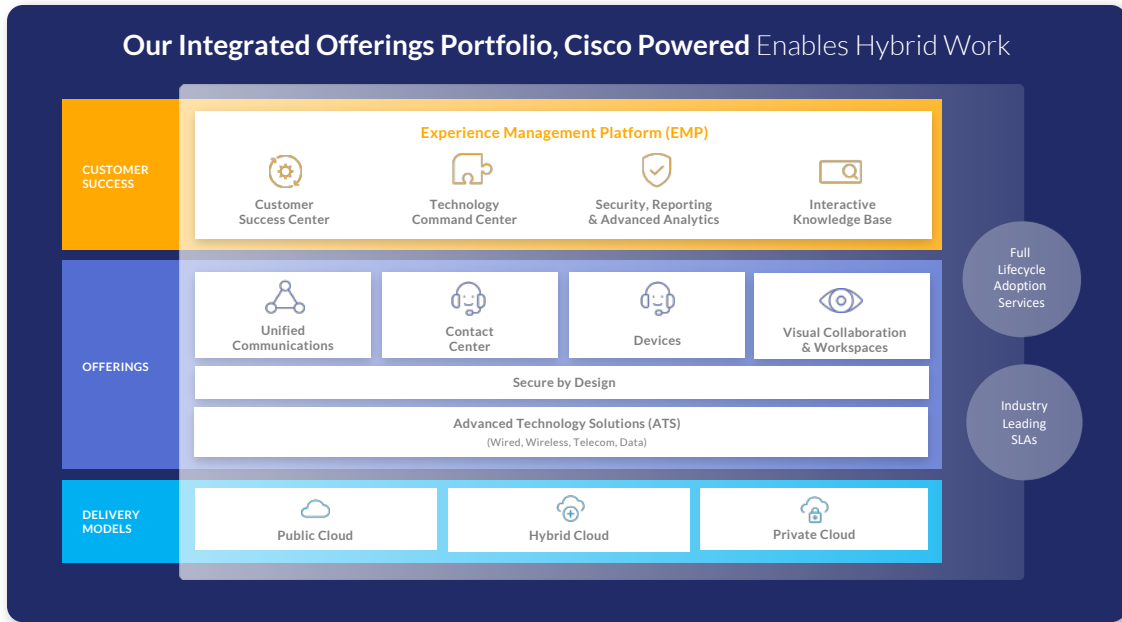 Our Integrated Offerings Portfolio, Cisco Powered Enables Hybrid Work
CUSTOMER
SUCCESS
Experience Management Platform (EMP)
Customer
Success Center
Technology
Command Center
Security, Reporting
& Advanced Analytics
Interactive
Knowledge Base
OFFERINGS
Unified
Communications
Contact
Center
Devices
Visual Collaboration
& Workspaces
Secure by Design
Advanced Technology Solutions (ATS)
(Wired, Wireless, Telecom, Data)
DELIVERY
MODELS
Public Cloud
Hybrid Cloud
Private Cloud
Full
Lifecycle
Adoption
Services
Industry
Leading
SLAs